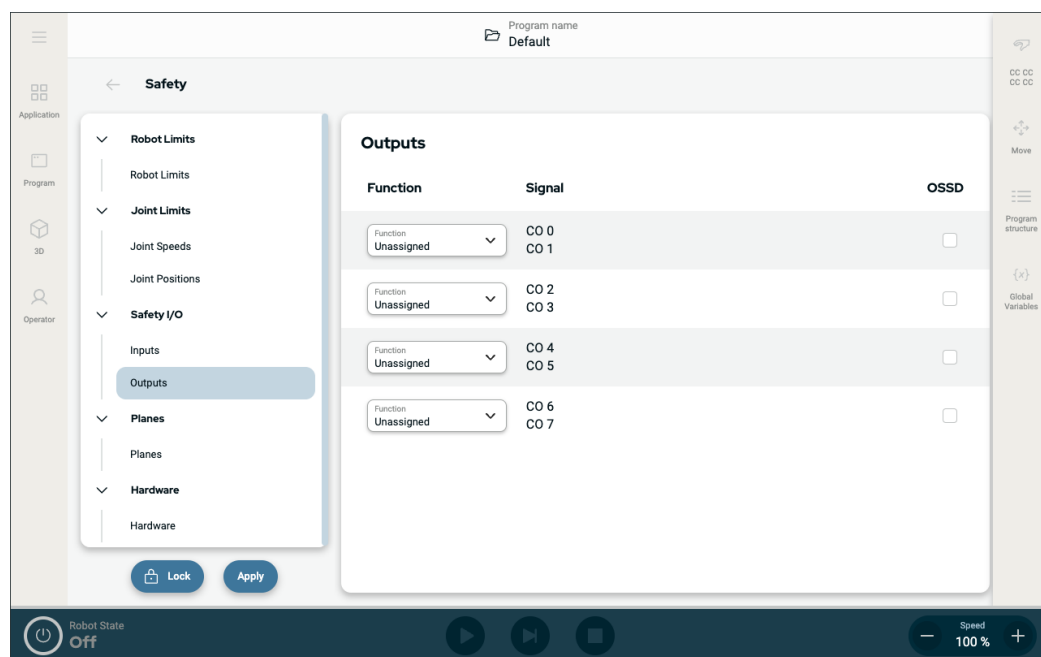 Program name
Default
Safety
Application
Program
3D
Operator
Robot Limits
Robot Limits
Joint Limits
Joint Speeds
Joint Positions
Safety I/O
Inputs
Outputs
Planes
Planes
Hardware
Hardware
Lock
Apply
Outputs
Function
Signal
OSSD
Function
Unassigned
CO 0
CO 1
Function
Unassigned
CO 2
CO 3
Function
Unassigned
CO 4
CO 5
Function
Unassigned
CO 6
CO 7
CC CC
CC CC
Move
Program
structure
{x}
Global
Variables
Robot State
Off
Speed
100 %